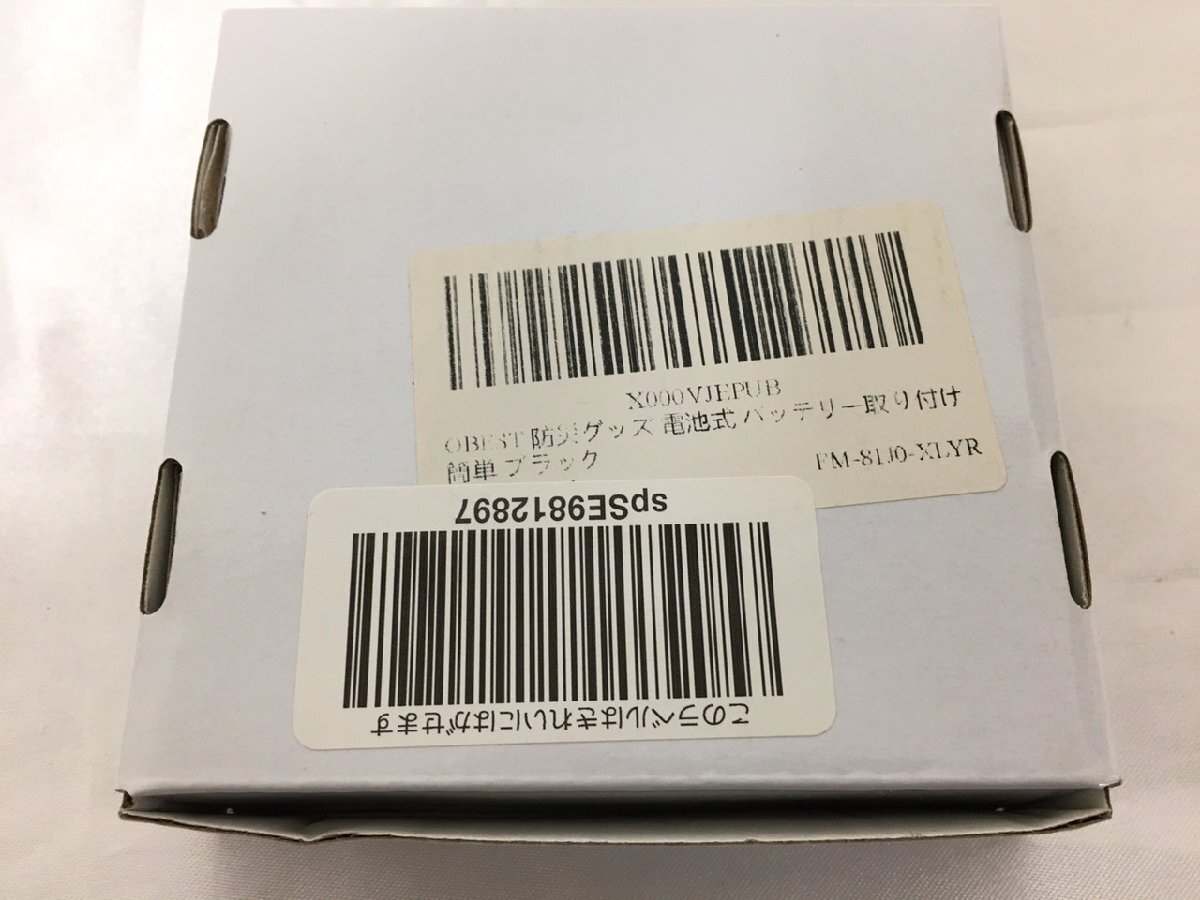 X000VJEPUB
OBEST 防災グッズ 電池式 バッテリー取り付け
簡単 ブラック
FM-81J0-XLYR
spSE9812897
このラベルはきれいにはがせます